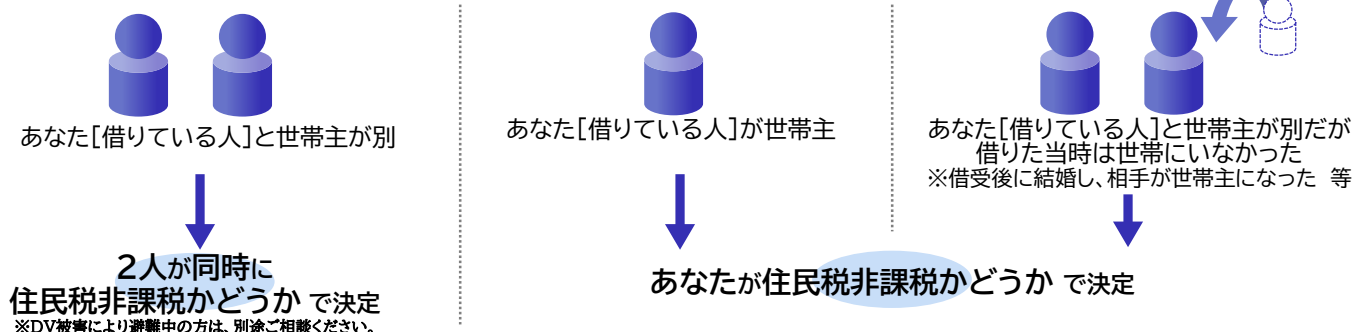 あなた[借りている人]と世帯主が別
2人が同時に
住民税非課税かどうか で決定
※DV被害により避難中の方は、別途ご相談ください。
あなた[借りている人]が世帯主
あなた[借りている人]と世帯主が別だが
借りた当時は世帯にいなかった
※借受後に結婚し、相手が世帯主になった 等
あなたが住民税非課税かどうか で決定